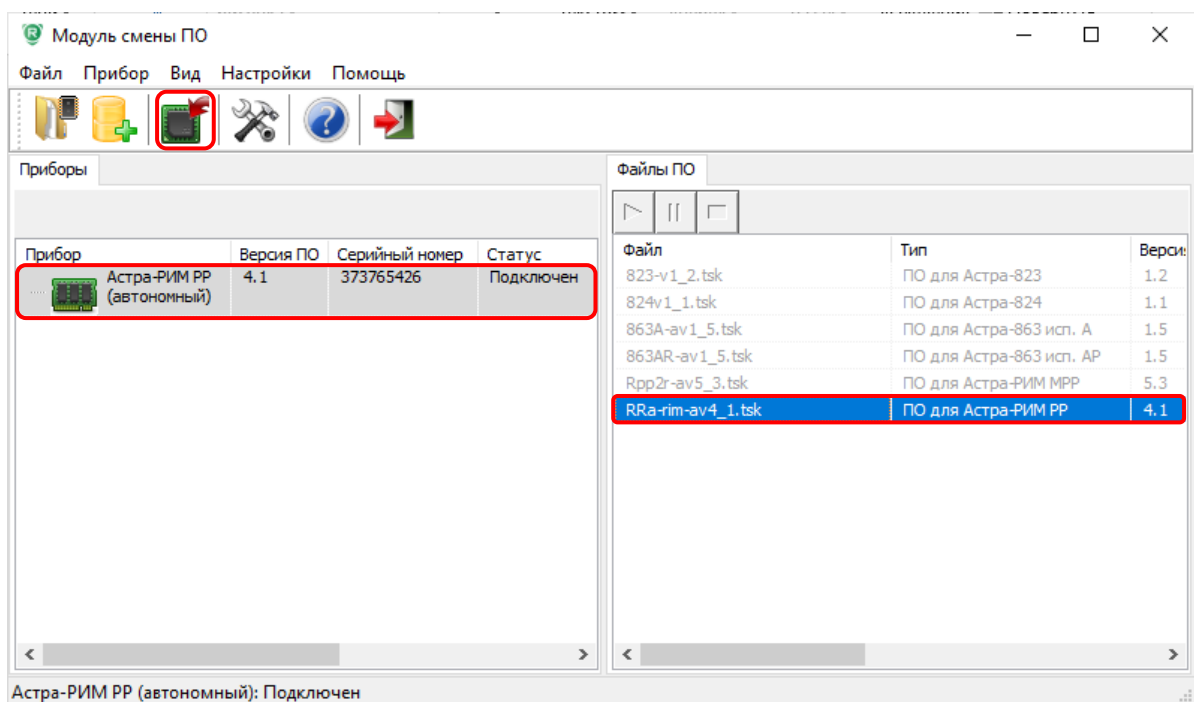 Модуль смены ПО
Файл Прибор Вид Настройки Помощь
Приборы
Прибор Версия ПО Серийный номер Статус
Астра-РИМ РР 4.1 373765426 Подключен
(автономный)
Файлы ПО
Файл Тип Версия
823-v1_2.tsk ПО для Астра-823 1.2
824v1_1.tsk ПО для Астра-824 1.1
863A-av1_5.tsk ПО для Астра-863 исп. А 1.5
863AR-av1_5.tsk ПО для Астра-863 исп. АР 1.5
Rpp2r-av5_3.tsk ПО для Астра-РИМ МРР 5.3
RRa-rim-av4_1.tsk ПО для Астра-РИМ РР 4.1
Астра-РИМ РР (автономный): Подключен